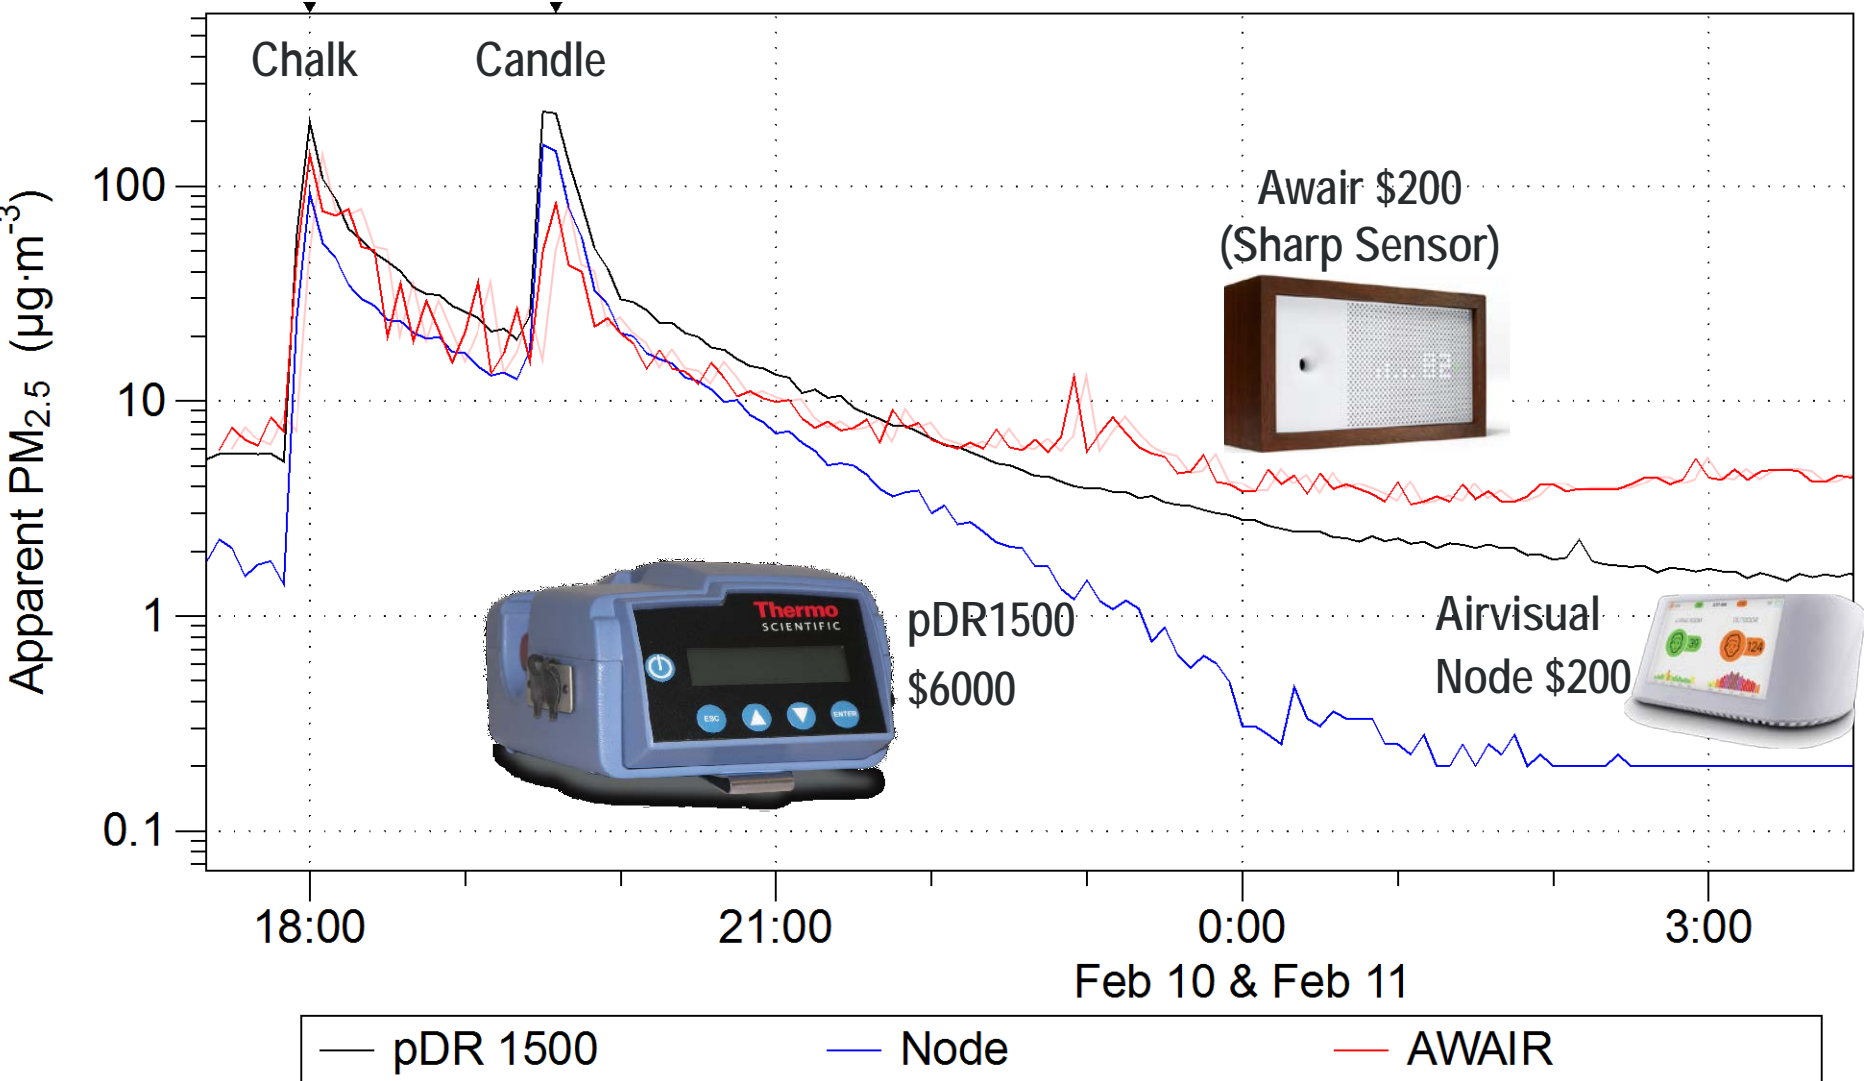 Chalk
Candle
Apparent PM2.5 (µg·m-3)
100
10
1
0.1
Awair $200
(Sharp Sensor)
Thermo
SCIENTIFIC
ESC
ENTER
pDR1500
$6000
Airvisual
Node $200
39
124
18:00
21:00
0:00
3:00
Feb 10 & Feb 11
pDR 1500
Node
AWAIR